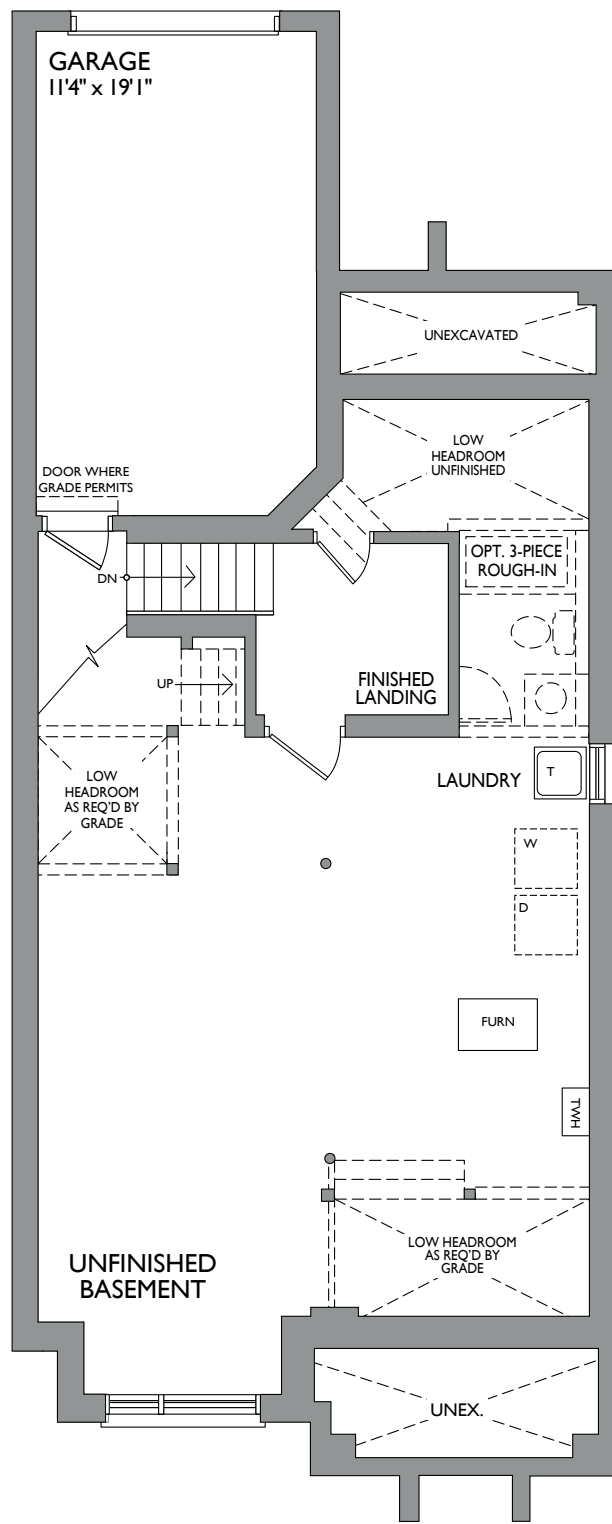 GARAGE
11'4" x 19'1"
UNEXCAVATED
LOW
HEADROOM
UNFINISHED
DOOR WHERE
GRADE PERMITS
OPT. 3-PIECE
ROUGH-IN
DN
UP
FINISHED
LANDING
LOW
HEADROOM
AS REQ'D BY
GRADE
LAUNDRY
T
W
D
FURN
TWH
LOW HEADROOM
AS REQ'D BY
GRADE
UNFINISHED
BASEMENT
UNEX.